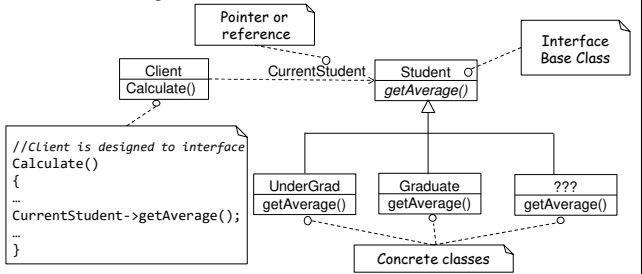 Pointer or
reference
Interface
Base Class
Client
Calculate()
CurrentStudent
Student
getAverage()
//Client is designed to interface
Calculate()
{
…
CurrentStudent->getAverage();
…
}
UnderGrad
getAverage()
Graduate
getAverage()
???
getAverage()
Concrete classes